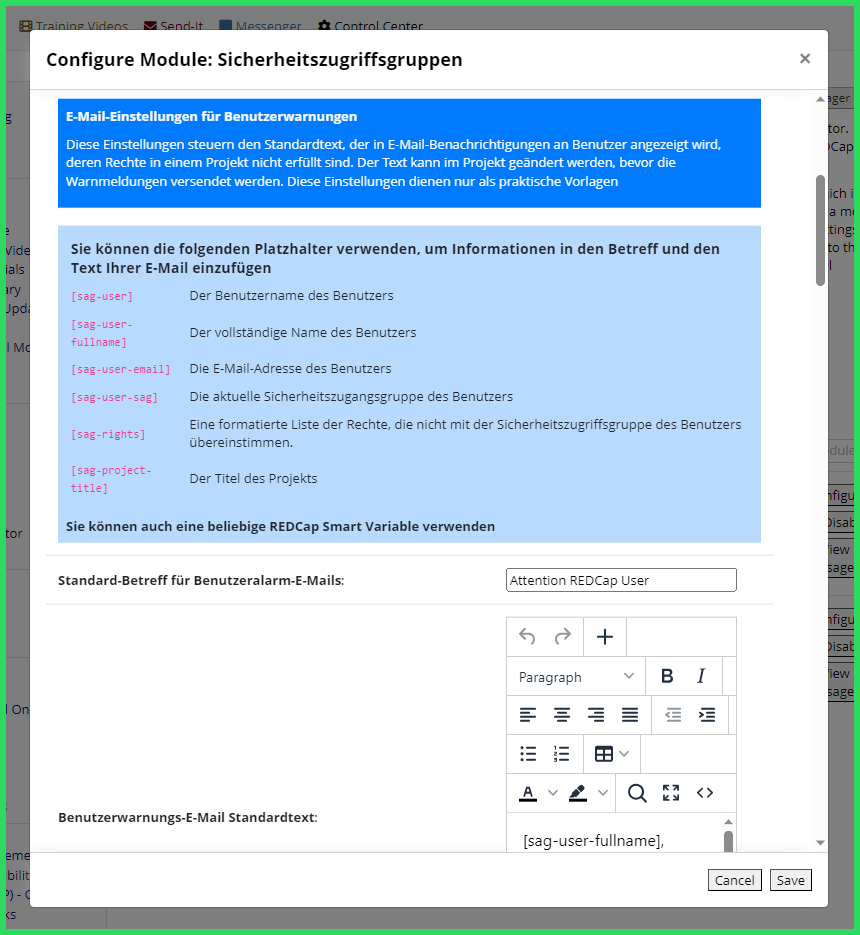 Training Videos Send-It Messenger Control Center
Configure Module: Sicherheitszugriffsgruppen ×
E-Mail-Einstellungen für Benutzerwarnungen
Diese Einstellungen steuern den Standardtext, der in E-Mail-Benachrichtigungen an Benutzer angezeigt wird,
deren Rechte in einem Projekt nicht erfüllt sind. Der Text kann im Projekt geändert werden, bevor die
Warnmeldungen versendet werden. Diese Einstellungen dienen nur als praktische Vorlagen
Sie können die folgenden Platzhalter verwenden, um Informationen in den Betreff und den
Text Ihrer E-Mail einzufügen
[sag-user] Der Benutzername des Benutzers
[sag-user-
fullname] Der vollständige Name des Benutzers
[sag-user-email] Die E-Mail-Adresse des Benutzers
[sag-user-sag] Die aktuelle Sicherheitszugangsgruppe des Benutzers
[sag-rights] Eine formatierte Liste der Rechte, die nicht mit der Sicherheitszugriffsgruppe des Benutzers
übereinstimmen.
[sag-project-
title] Der Titel des Projekts
Sie können auch eine beliebige REDCap Smart Variable verwenden
Standard-Betreff für Benutzeralarm-E-Mails: Attention REDCap User
Paragraph B I
Benutzerwarnungs-E-Mail Standardtext:
[sag-user-fullname],
Cancel Save